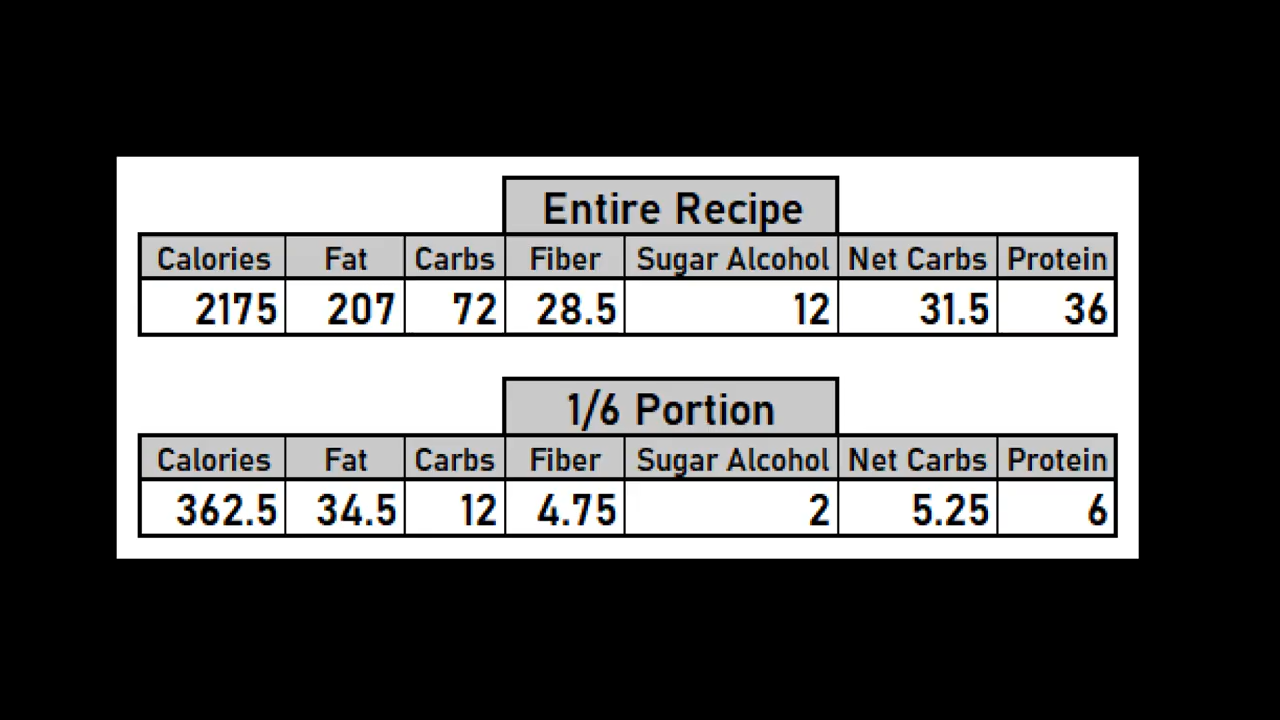 Entire Recipe
Calories Fat Carbs Fiber Sugar Alcohol Net Carbs Protein
2175 207 72 28.5 12 31.5 36
1/6 Portion
Calories Fat Carbs Fiber Sugar Alcohol Net Carbs Protein
362.5 34.5 12 4.75 2 5.25 6